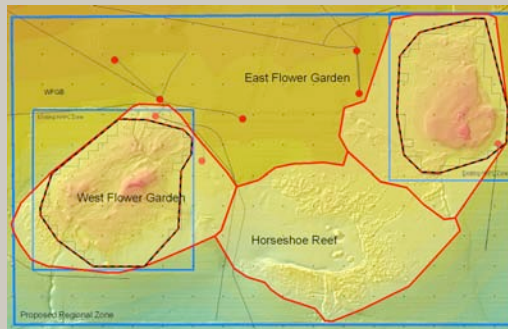 East Flower Garden
WFGB
West Flower Garden
Horseshoe Reef
Proposed Regional Zone